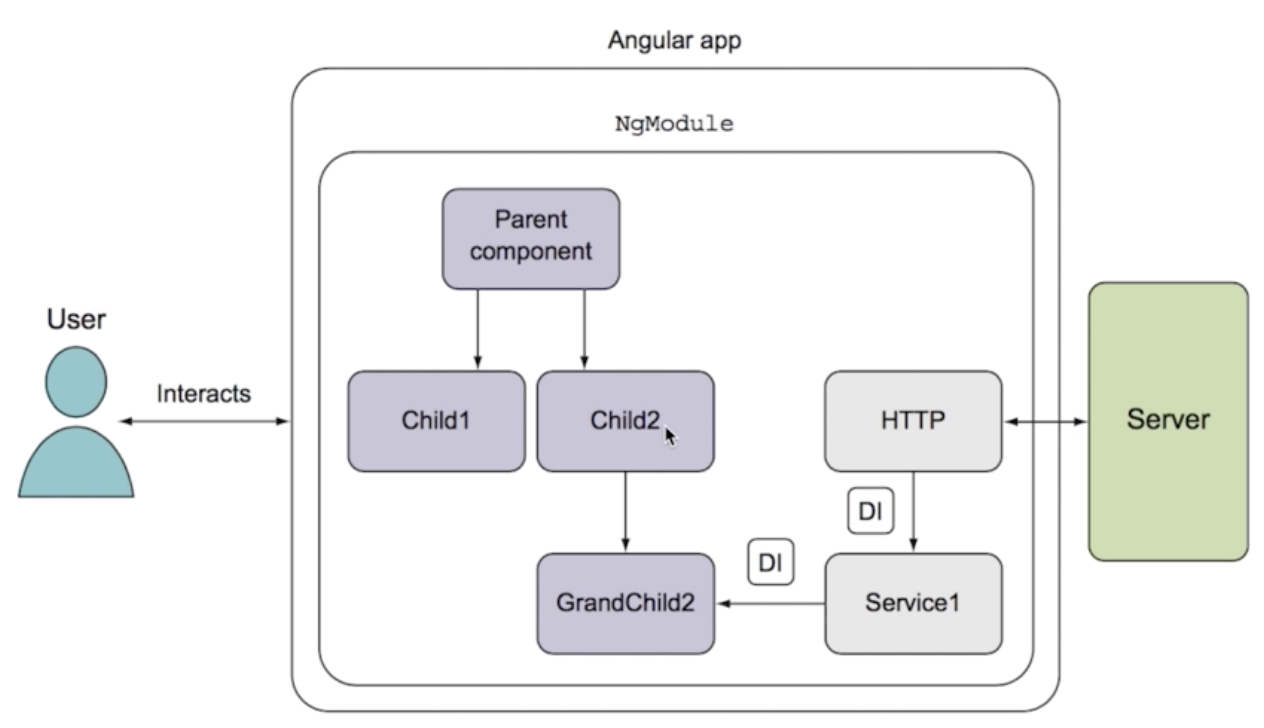 Angular app
NgModule
Parent
component
User
Interacts
Child1
Child2
HTTP
Server
DI
DI
GrandChild2
Service1